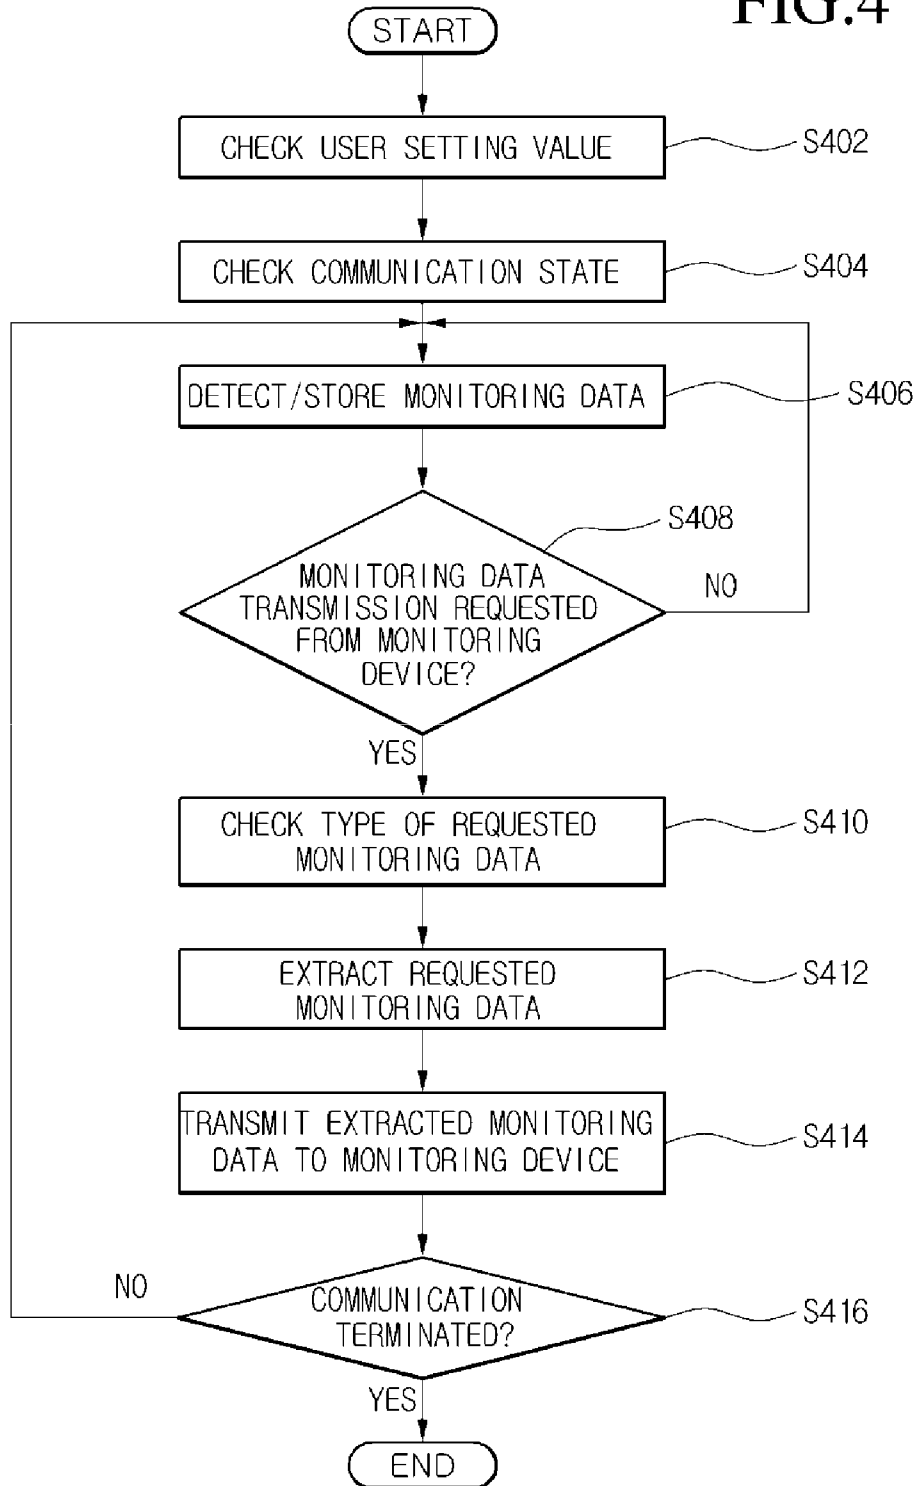 FIG.4
START
CHECK USER SETTING VALUE
S402
CHECK COMMUNICATION STATE
S404
DETECT/STORE MONITORING DATA
S406
S408
MONITORING DATA
TRANSMISSION REQUESTED
FROM MONITORING
DEVICE?
NO
YES
CHECK TYPE OF REQUESTED
MONITORING DATA
S410
EXTRACT REQUESTED
MONITORING DATA
S412
TRANSMIT EXTRACTED MONITORING
DATA TO MONITORING DEVICE
S414
NO
COMMUNICATION
TERMINATED?
S416
YES
END